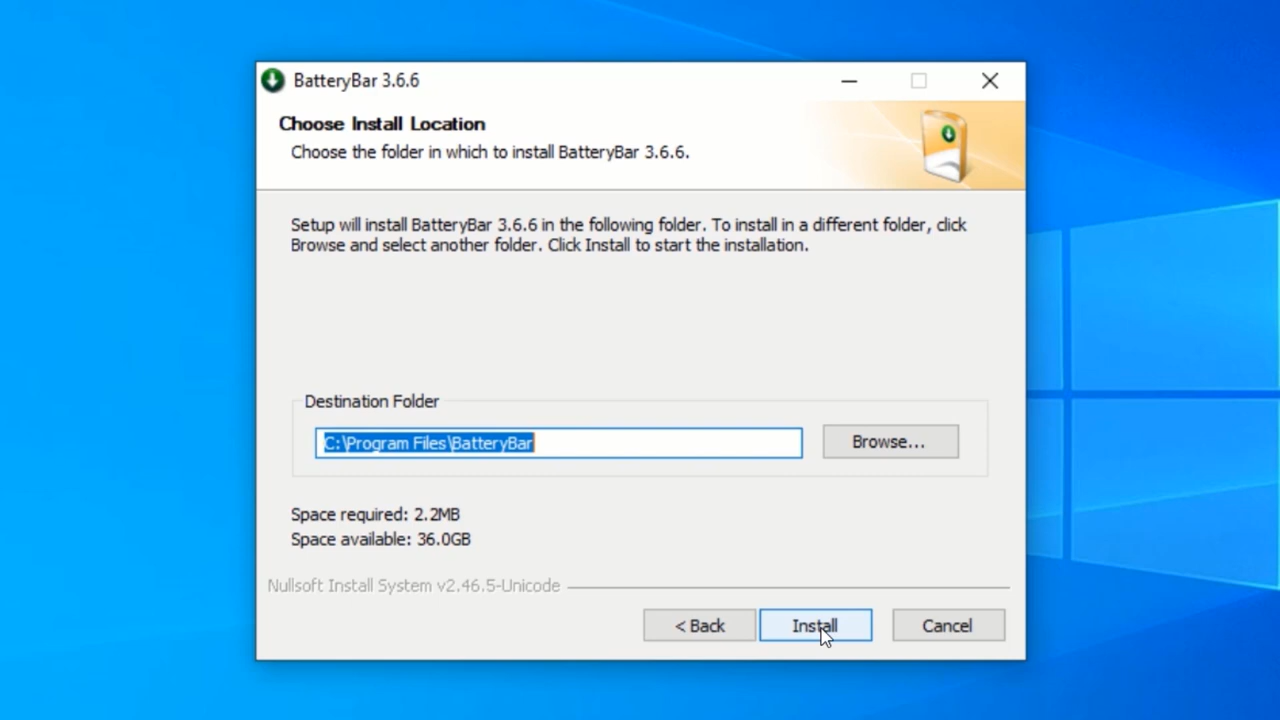 BatteryBar 3.6.6
Choose Install Location
Choose the folder in which to install BatteryBar 3.6.6.
Setup will install BatteryBar 3.6.6 in the following folder. To install in a different folder, click
Browse and select another folder. Click Install to start the installation.
Destination Folder
C:\Program Files\BatteryBar
Browse...
Space required: 2.2MB
Space available: 36.0GB
Nullsoft Install System v2.46.5-Unicode
< Back
Install
Cancel